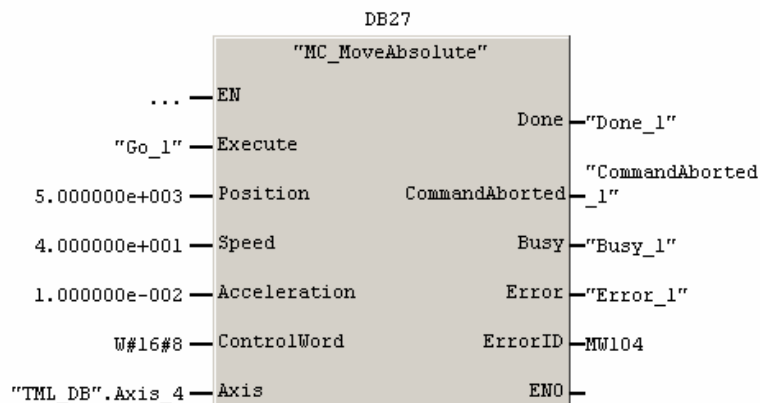 DB27
"MC_MoveAbsolute"
... EN
Done "Done_1"
"Go_1" Execute
"CommandAborted
5.000000e+003 Position CommandAborted _1"
4.000000e+001 Speed Busy "Busy_1"
1.000000e-002 Acceleration Error "Error_1"
W#16#8 ControlWord ErrorID MW104
"TML DB".Axis 4 Axis ENO